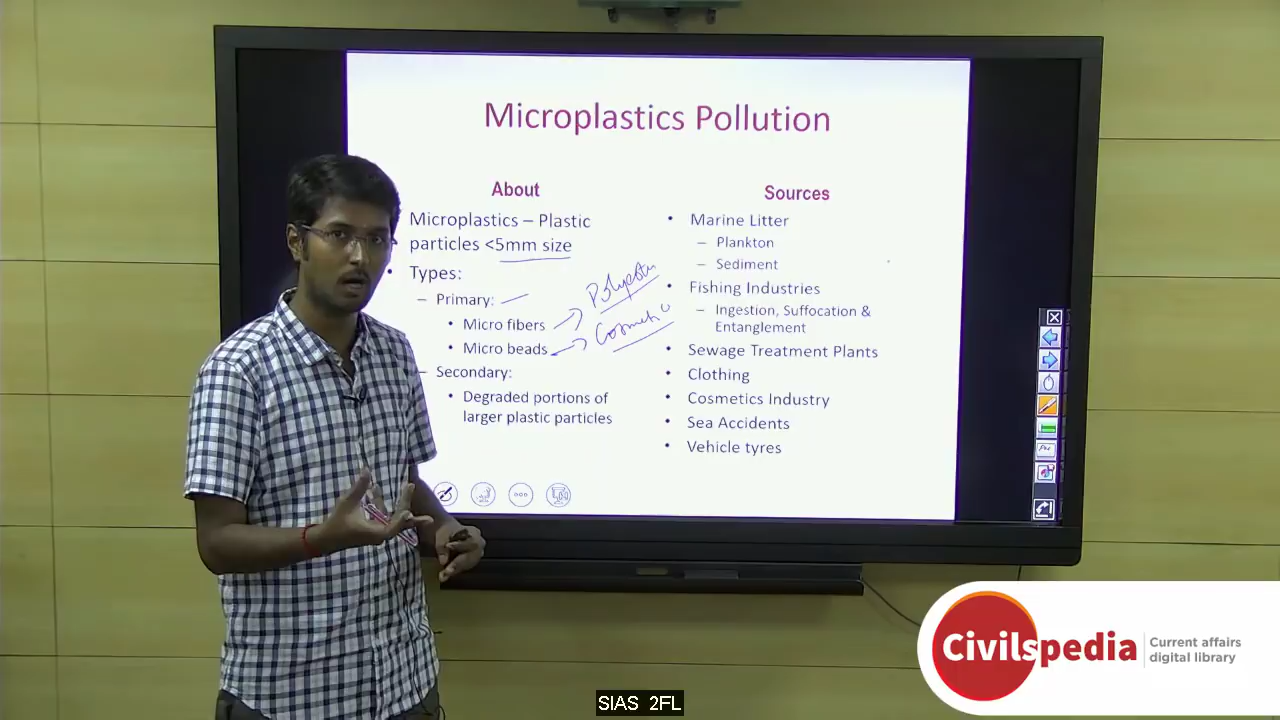 Microplastics Pollution
About
Microplastics – Plastic
particles <5mm size
• Types:
– Primary:
• Micro fibers
• Micro beads
– Secondary:
• Degraded portions of
larger plastic particles
Sources
• Marine Litter
– Plankton
– Sediment
• Fishing Industries
– Ingestion, Suffocation &
Entanglement
• Sewage Treatment Plants
• Clothing
• Cosmetics Industry
• Sea Accidents
• Vehicle tyres
Civilspedia
Current affairs
digital library
SIAS 2FL